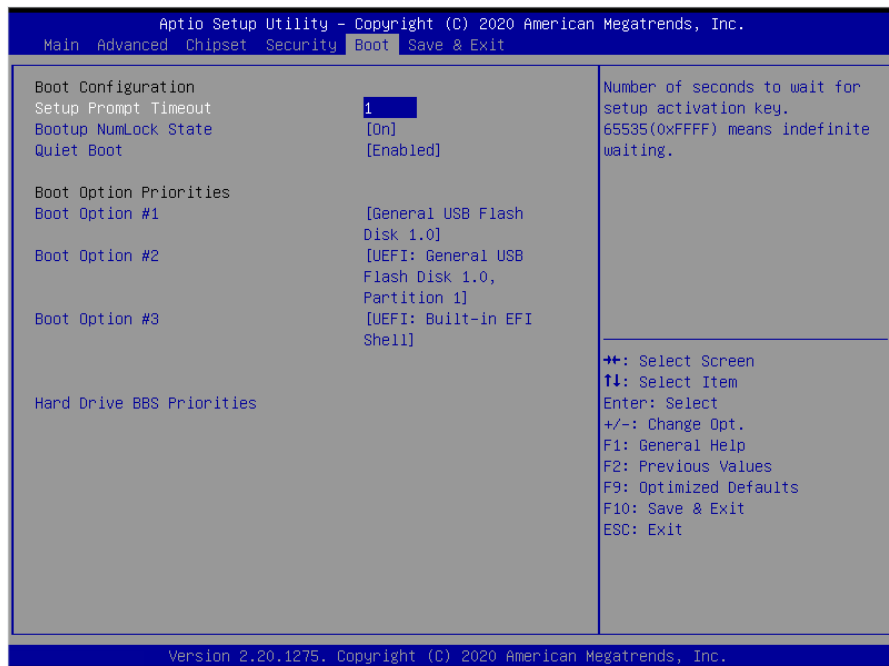 Aptio Setup Utility – Copyright (C) 2020 American Megatrends, Inc.
Main Advanced Chipset Security Boot Save & Exit
Boot Configuration
Setup Prompt Timeout 1
Bootup NumLock State [On]
Quiet Boot [Enabled]
Boot Option Priorities
Boot Option #1 [General USB Flash
Disk 1.0]
Boot Option #2 [UEFI: General USB
Flash Disk 1.0,
Partition 1]
Boot Option #3 [UEFI: Built-in EFI
Shell]
Hard Drive BBS Priorities
Number of seconds to wait for
setup activation key.
65535(0xFFFF) means indefinite
waiting.
→←: Select Screen
↑↓: Select Item
Enter: Select
+/-: Change Opt.
F1: General Help
F2: Previous Values
F9: Optimized Defaults
F10: Save & Exit
ESC: Exit
Version 2.20.1275. Copyright (C) 2020 American Megatrends, Inc.